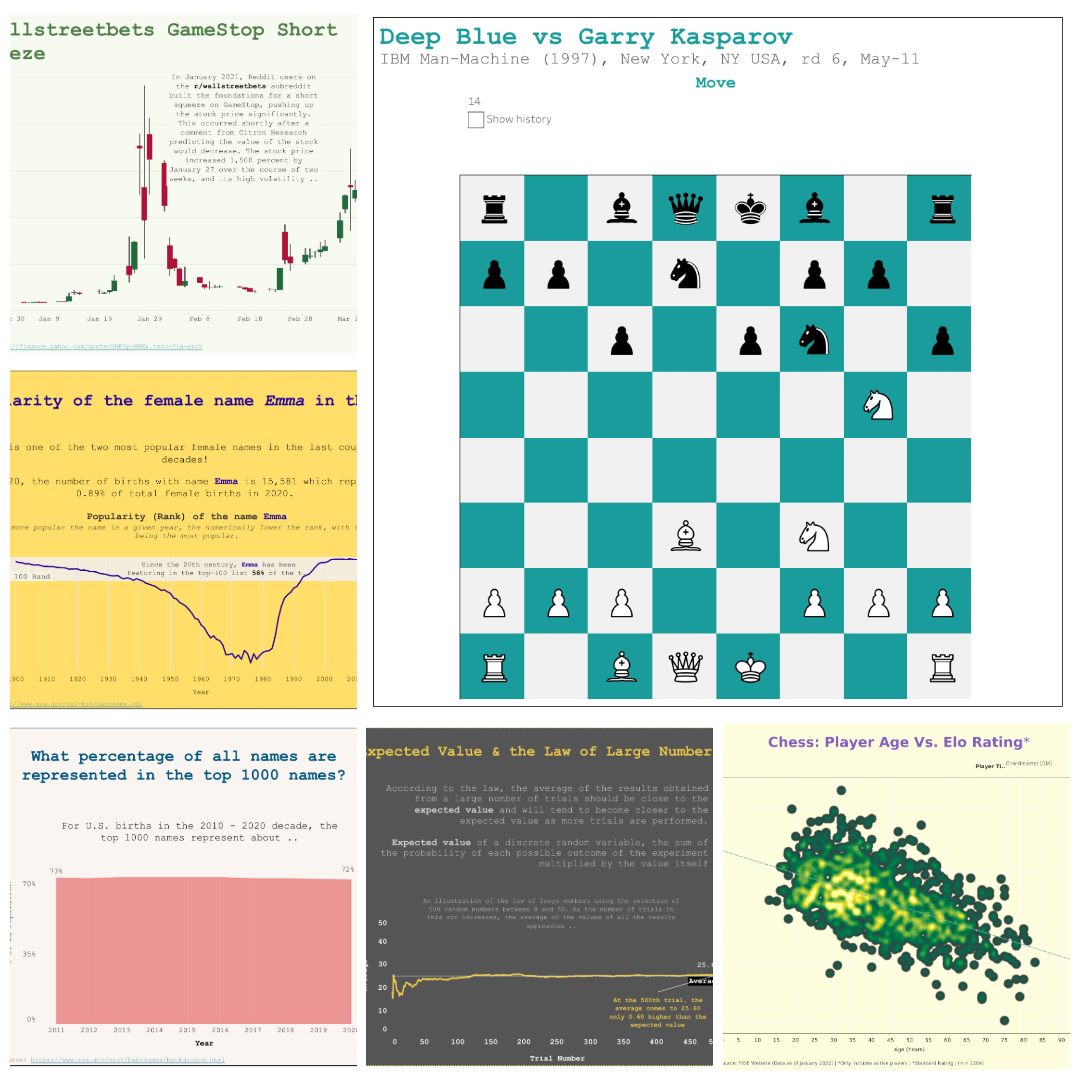 llstreetbets GameStop Short
eze
In January 2021, Reddit users on
the r/wallstreetbets subreddit
built the foundations for a short
squeeze on GameStop, pushing up
the stock price significantly.
This occurred shortly after a
comment from Citron Research
predicting the value of the stock
would decrease. The stock price
increased 1,500 percent by
January 27 over the course of two
weeks, and its high volatility ..
30 Jan 9 Jan 19 Jan 29 Feb 8 Feb 18 Feb 28 Mar
Deep Blue vs Garry Kasparov
IBM Man-Machine (1997), New York, NY USA, rd 6, May-11
Move
14
Show history
arity of the female name Emma in th
is one of the two most popular female names in the last cou
decades!
20, the number of births with name Emma is 15,581 which rep
0.89% of total female births in 2020.
Popularity (Rank) of the name Emma
more popular the name in a given year, the numerically lower the rank, with
being the most popular.
Since the 20th century, Emma has been
featuring in the top-100 list 58% of the t
100 Band
900 1910 1920 1930 1940 1950 1960 1970 1980 1990 2000 20
Year
What percentage of all names are
represented in the top 1000 names?
For U.S. births in the 2010 - 2020 decade, the
top 1000 names represent about ..
73%
72%
70%
35%
0%
2011 2012 2013 2014 2015 2016 2017 2018 2019 202
Year
https://www.ssa.gov/oact/babynames/background.html
xpected Value & the Law of Large Number
According to the law, the average of the results obtained
from a large number of trials should be close to the
expected value and will tend to become closer to the
expected value as more trials are performed.
Expected value of a discrete random variable, the sum of
the probability of each possible outcome of the experiment
multiplied by the value itself
An illustration of the law of large numbers using the selection of
500 random numbers between 0 and 50. As the number of trials in
this run increases, the average of the values of all the results
approaches ..
50
40
30
20
10
0
25.6
Avera
At the 500th trial, the
average comes to 25.60
only 0.60 higher than the
expected value
0 50 100 150 200 250 300 350 400 450 5
Trial Number
Chess: Player Age Vs. Elo Rating*
Player Ti.. Grandmaster (GM)
5 10 15 20 25 30 35 40 45 50 55 60 65 70 75 80 85 90
Age (Years)
ource: FIDE Website (Data as of January 2022) | *Only includes active players | *Standard Rating | (n = 1264)